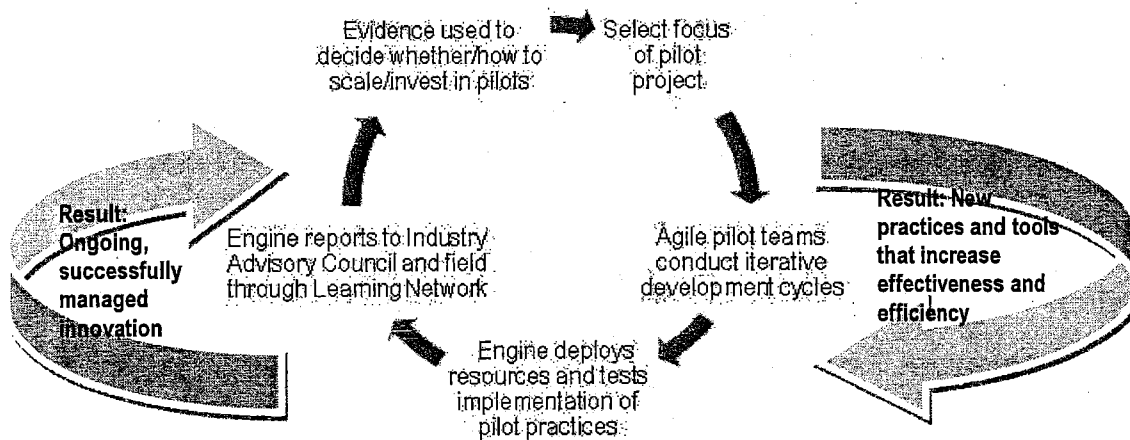 Evidence used to
decide whether/how to
scale/invest in pilots
Select focus
of pilot
project
Agile pilot teams
conduct iterative
development cycles
Result: New
practices and tools
that increase
effectiveness and
efficiency
Engine deploys
resources and tests
implementation of
pilot practices
Engine reports to Industry
Advisory Council and field
through Learning Network
Result:
Ongoing,
successfully
managed
innovation